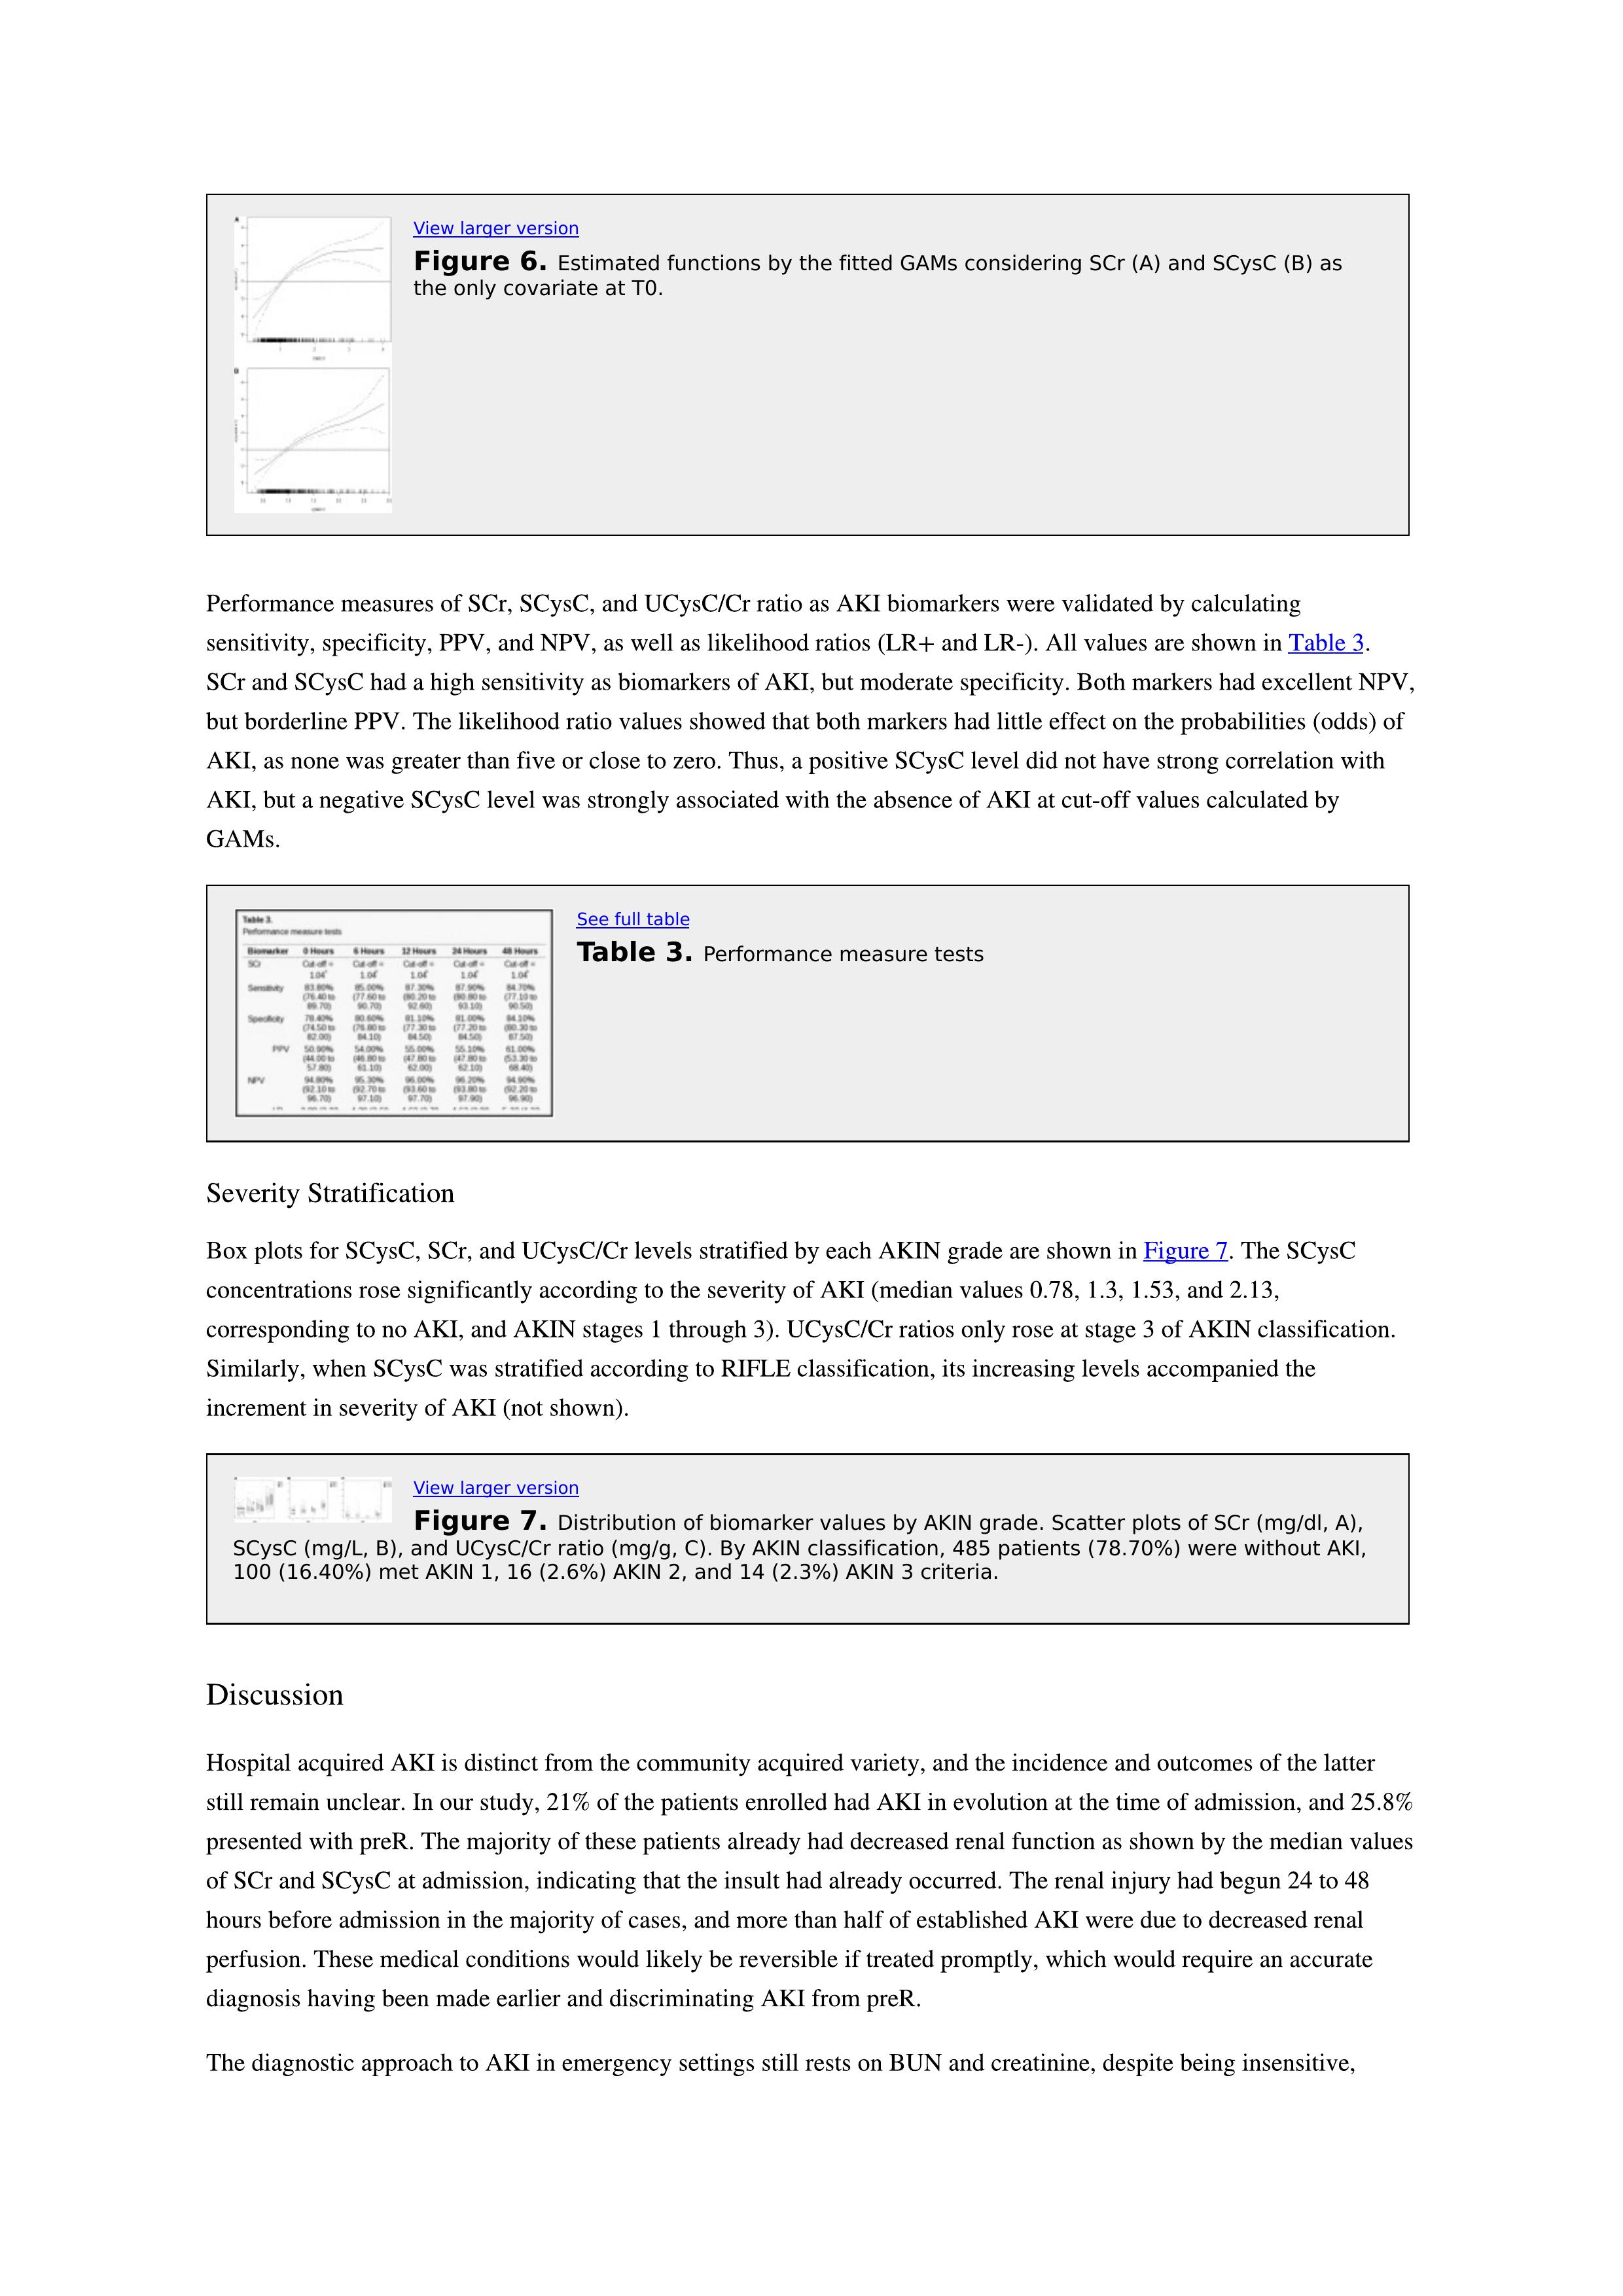 View larger version
Figure 6. Estimated functions by the fitted GAMs considering SCr (A) and SCysC (B) as
the only covariate at T0.
Performance measures of SCr, SCysC, and UCysC/Cr ratio as AKI biomarkers were validated by calculating
sensitivity, specificity, PPV, and NPV, as well as likelihood ratios (LR+ and LR-). All values are shown in Table 3.
SCr and SCysC had a high sensitivity as biomarkers of AKI, but moderate specificity. Both markers had excellent NPV,
but borderline PPV. The likelihood ratio values showed that both markers had little effect on the probabilities (odds) of
AKI, as none was greater than five or close to zero. Thus, a positive SCysC level did not have strong correlation with
AKI, but a negative SCysC level was strongly associated with the absence of AKI at cut-off values calculated by
GAMs.
Table 3.
Performance measure tests
Biomarker 0 Hours 6 Hours 12 Hours 24 Hours 48 Hours
SCr Cut-off = Cut-off = Cut-off = Cut-off = Cut-off =
1.04* 1.04* 1.04* 1.04* 1.04*
Sensitivity 83.80% 85.00% 87.30% 87.90% 84.70%
(76.40 to (77.60 to (80.20 to (80.80 to (77.10 to
89.70) 90.70) 92.60) 93.10) 90.50)
Specificity 78.40% 80.60% 81.10% 81.00% 84.10%
(74.50 to (76.80 to (77.30 to (77.20 to (80.30 to
82.00) 84.10) 84.50) 84.50) 87.50)
PPV 50.90% 54.00% 55.00% 55.10% 61.00%
(44.00 to (46.80 to (47.80 to (47.80 to (53.30 to
57.80) 61.10) 62.00) 62.10) 68.40)
NPV 94.80% 95.30% 96.00% 96.20% 94.90%
(92.10 to (92.70 to (93.60 to (93.80 to (92.20 to
96.70) 97.10) 97.70) 97.90) 96.90)
See full table
Table 3. Performance measure tests
Severity Stratification
Box plots for SCysC, SCr, and UCysC/Cr levels stratified by each AKIN grade are shown in Figure 7. The SCysC
concentrations rose significantly according to the severity of AKI (median values 0.78, 1.3, 1.53, and 2.13,
corresponding to no AKI, and AKIN stages 1 through 3). UCysC/Cr ratios only rose at stage 3 of AKIN classification.
Similarly, when SCysC was stratified according to RIFLE classification, its increasing levels accompanied the
increment in severity of AKI (not shown).
View larger version
Figure 7. Distribution of biomarker values by AKIN grade. Scatter plots of SCr (mg/dl, A),
SCysC (mg/L, B), and UCysC/Cr ratio (mg/g, C). By AKIN classification, 485 patients (78.70%) were without AKI,
100 (16.40%) met AKIN 1, 16 (2.6%) AKIN 2, and 14 (2.3%) AKIN 3 criteria.
Discussion
Hospital acquired AKI is distinct from the community acquired variety, and the incidence and outcomes of the latter
still remain unclear. In our study, 21% of the patients enrolled had AKI in evolution at the time of admission, and 25.8%
presented with preR. The majority of these patients already had decreased renal function as shown by the median values
of SCr and SCysC at admission, indicating that the insult had already occurred. The renal injury had begun 24 to 48
hours before admission in the majority of cases, and more than half of established AKI were due to decreased renal
perfusion. These medical conditions would likely be reversible if treated promptly, which would require an accurate
diagnosis having been made earlier and discriminating AKI from preR.
The diagnostic approach to AKI in emergency settings still rests on BUN and creatinine, despite being insensitive,